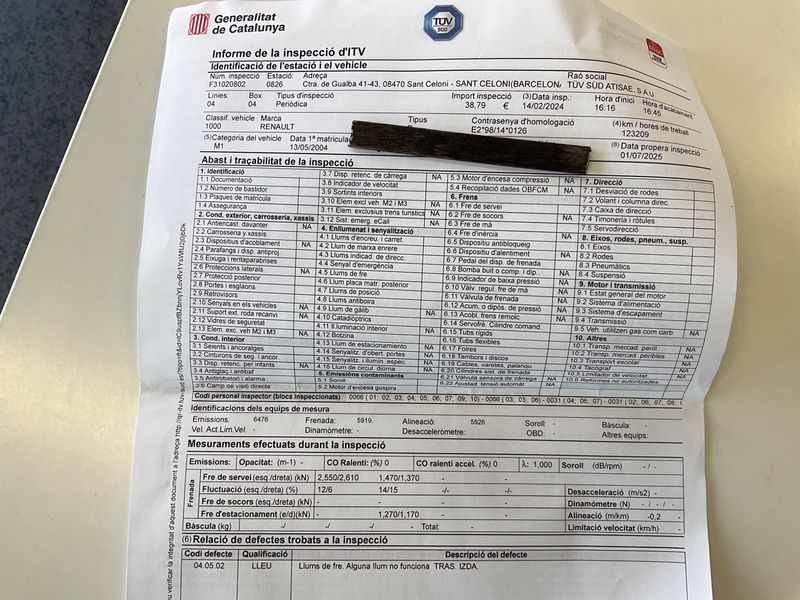 Generalitat
de Catalunya
TÜV
SÜD
Informe de la inspecció d'ITV
Identificació de l'estació i el vehicle
Núm. inspecció Estació: Adreça Raó social
F31020802 0826 Ctra. de Gualba 41-43, 08470 Sant Celoni - SANT CELONI(BARCELONA) TÜV SÜD ATISAE, S.A.u
Línies: Box Tipus d'inspecció Import inspecció (3)Data insp.: Hora d'inici Hora d'acabament
04 04 Periòdica 38,79 € 14/02/2024 16:16 16:45
Classif. vehicle Marca Tipus Contrasenya d'homologació (4)km / hores de treball
1000 RENAULT E2*98/14*0126 123209
(5)Categoria del vehicle Data 1ª matricula (8) Data propera inspecció
M1 13/05/2004 01/07/2025
Abast i traçabilitat de la inspecció
1. Identificació
1.1 Documentació
1.2 Número de bastidor
1.3 Plaques de matrícula
1.4 Assegurança
2. Cond. exterior, carrosseria, xassís
2.1 Antiencast. davanter NA
2.2 Carrosseria y xassis
2.3 Dispositius d'acoblament NA
2.4 Parafangs i disp. antiproj
2.5 Eixuga i rentaparabrises
2.6 Proteccions laterals NA
2.7 Protecció posterior NA
2.8 Portes i esglaons
2.9 Retrovisors
2.10 Senyals en els vehicles NA
2.11 Suport ext. roda recanvi NA
2.12 Vidres de seguretat
2.13 Elem. exc. veh M2 i M3 NA
3. Cond. interior
3.1 Seients i ancoratges
3.2 Cinturons de seg. i ancor.
3.3 Disp. retenc. per infants NA
3.4 Antiglaç i antibaf
3.5 Antirobatori i alarma
3.6 Camp de visió directa
3.7 Disp. retenc. de càrrega NA
3.8 Indicador de velocitat
3.9 Sortints interiors
3.10 Elem excl veh. M2 i M3 NA
3.11 Elem. exclusius trens turístics NA
3.12 Sist. emerg. eCall NA
4. Enllumenat i senyalització
4.1 Llums d'encreu. i carret.
4.2 Llum de marxa enrere
4.3 Llums indicad. de direcc.
4.4 Senyal d'emergència
4.5 Llums de fre
4.6 Llum placa matr. posterior
4.7 Llums de posició
4.8 Llums antiboira
4.9 Llum de gàlib NA
4.10 Catadiòptrics
4.11 Il.luminació interior NA
4.12 Botzina
4.13 Llum de estacionament NA
4.14 Senyalitz. d'obert. portes NA
4.15 Senyalitz. i ilumin. espec. NA
4.16 Llum de circul. diürna NA
5. Emissions contaminants
5.1 Soroll
5.2 Motor d'encesa guspira
5.3 Motor d'encesa compressió NA
5.4 Recopilació dades OBFCM NA
6. Frens
6.1 Fre de servei
6.2 Fre de socors NA
6.3 Fre de mà
6.4 Fre d'inèrcia NA
6.5 Dispositiu antibloqueig
6.6 Dispositiu d'alentiment NA
6.7 Pedal del disp. de frenada
6.8 Bomba buit o comp. i dip.
6.9 Indicador de baixa pressió NA
6.10 Vàlv. regul. fre de mà NA
6.11 Vàlvula de frenada NA
6.12 Acum. o dipòs. de pressió NA
6.13 Acobl. frens remolc NA
6.14 Servofrè. Cilindre comand.
6.15 Tubs rígids
6.16 Tubs flexibles
6.17 Folres
6.18 Tambors i discos
6.19 Cables, varetes, palanqu.
6.20 Cilindres sist. de frenada
6.21 Vàlvula sensora de càrrega NA
6.22 Ajustad. tensió automàt NA
7. Direcció
7.1 Desviació de rodes
7.2 Volant i columna direc
7.3 Caixa de direcció
7.4 Timoneria i ròtules
7.5 Servodirecció
8. Eixos, rodes, pneum., susp.
8.1 Eixos
8.2 Rodes
8.3 Pneumàtics
8.4 Suspensió
9. Motor i transmissió
9.1 Estat general del motor
9.2 Sistema d'alimentació
9.3 Sistema d'escapament
9.4 Transmissió
9.5 Veh. utilitzen gas com carb. NA
10. Altres
10.1 Transp. mercad. peril. NA
10.2 Transp. mercad. peribles NA
10.3 Transport escolar NA
10.4 Tacògraf NA
10.5 Limitador de velocitat NA
10.6 Reformes no autoritzades
Codi personal inspector (blocs inspeccionats) 0066 (01; 02; 03; 04; 05; 06; 07; 09; 10) - 0066 (03; 05; 06) - 0031 (04; 06; 07) - 0031 ( 02; 06; 07; 08;
Identificacions dels equips de mesura
Emissions: 6476 Frenada: 5919. Alineació: 5926 Soroll: - Bàscula: -
Vel. Act.Lim.Vel: - Dinamòmetre: - Desaccelerómetre: - OBD: - Altres equips:
Mesuraments efectuats durant la inspecció
Emissions: Opacitat: (m-1) - CO Ralentí: (%) 0 CO ralentí accel. (%) 0 λ: 1,000 Soroll (dB/rpm) - / -
Frenada
Fre de servei (esq./dreta) (kN) 2,550/2,610 1,470/1,370 - -
Fluctuació (esq./dreta) (%) 12/6 14/15 -/- -/- Desacceleració (m/s2) -
Fre de socors (esq./dreta) (kN) - - - - Dinamòmetre (N) - / - / -
Fre d'estacionament (e/d)(kN) 1,270/1,170 - - Alineació (m/km) -0,2 -
Bàscula (kg) -/ -/ -/ - Total: - Limitació velocitat (km/h) -
(6) Relació de defectes trobats a la inspecció
Codi defecte Qualificació Descripció del defecte
04.05.02 LLEU Llums de fre. Alguna llum no funciona TRAS. IZDA.